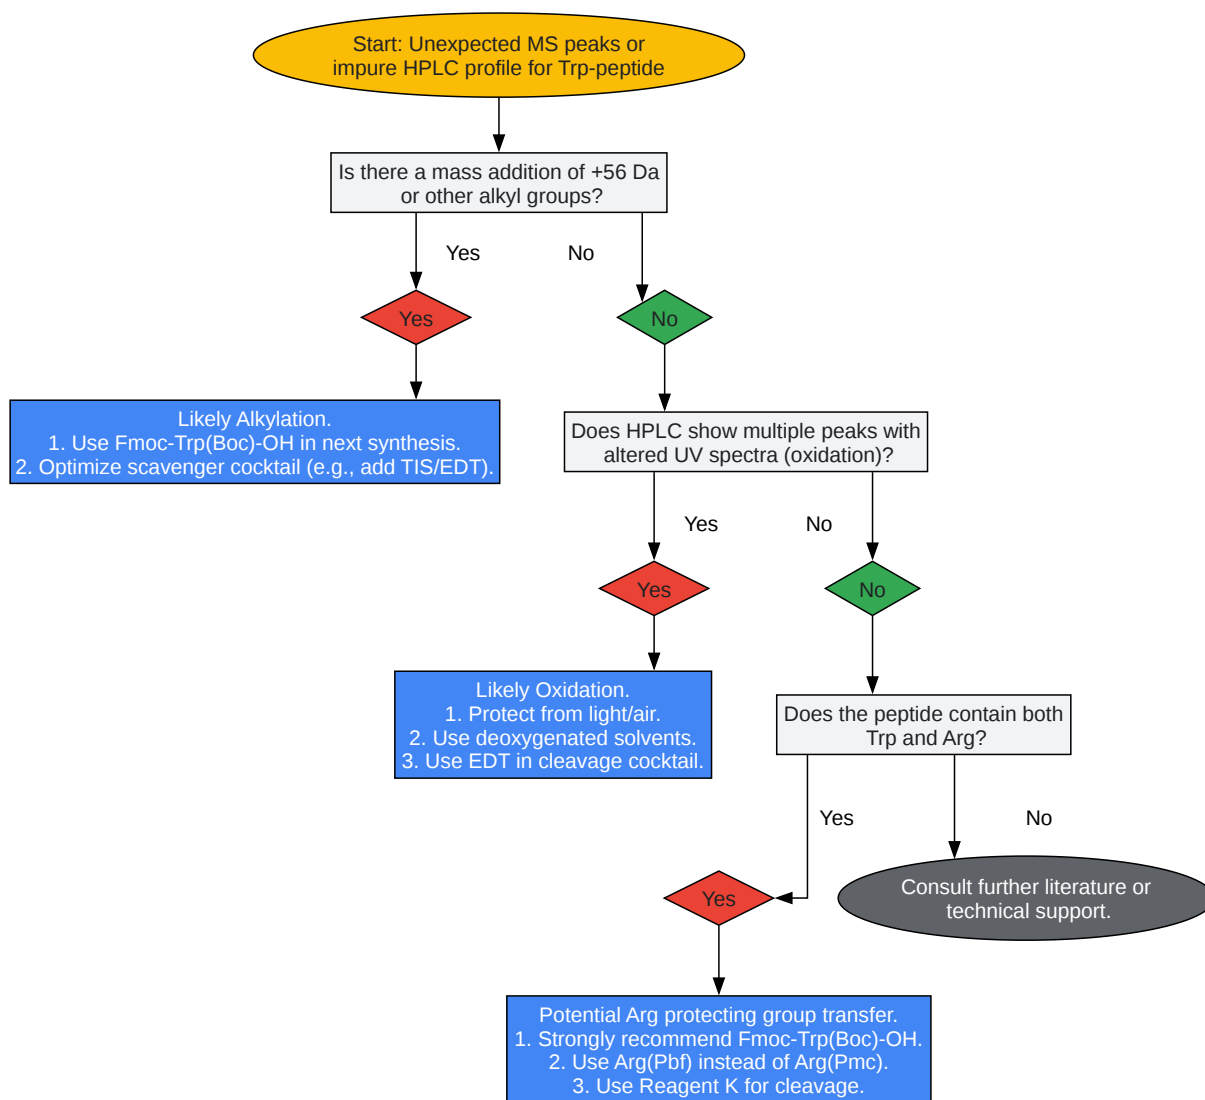 Start: Unexpected MS peaks or
impure HPLC profile for Trp-peptide
Is there a mass addition of +56 Da
or other alkyl groups?
Yes
No
Yes
No
Likely Alkylation.
1. Use Fmoc-Trp(Boc)-OH in next synthesis.
2. Optimize scavenger cocktail (e.g., add TIS/EDT).
Does HPLC show multiple peaks with
altered UV spectra (oxidation)?
Yes
No
Yes
No
Likely Oxidation.
1. Protect from light/air.
2. Use deoxygenated solvents.
3. Use EDT in cleavage cocktail.
Does the peptide contain both
Trp and Arg?
Yes
No
Yes
Consult further literature or
technical support.
Potential Arg protecting group transfer.
1. Strongly recommend Fmoc-Trp(Boc)-OH.
2. Use Arg(Pbf) instead of Arg(Pmc).
3. Use Reagent K for cleavage.